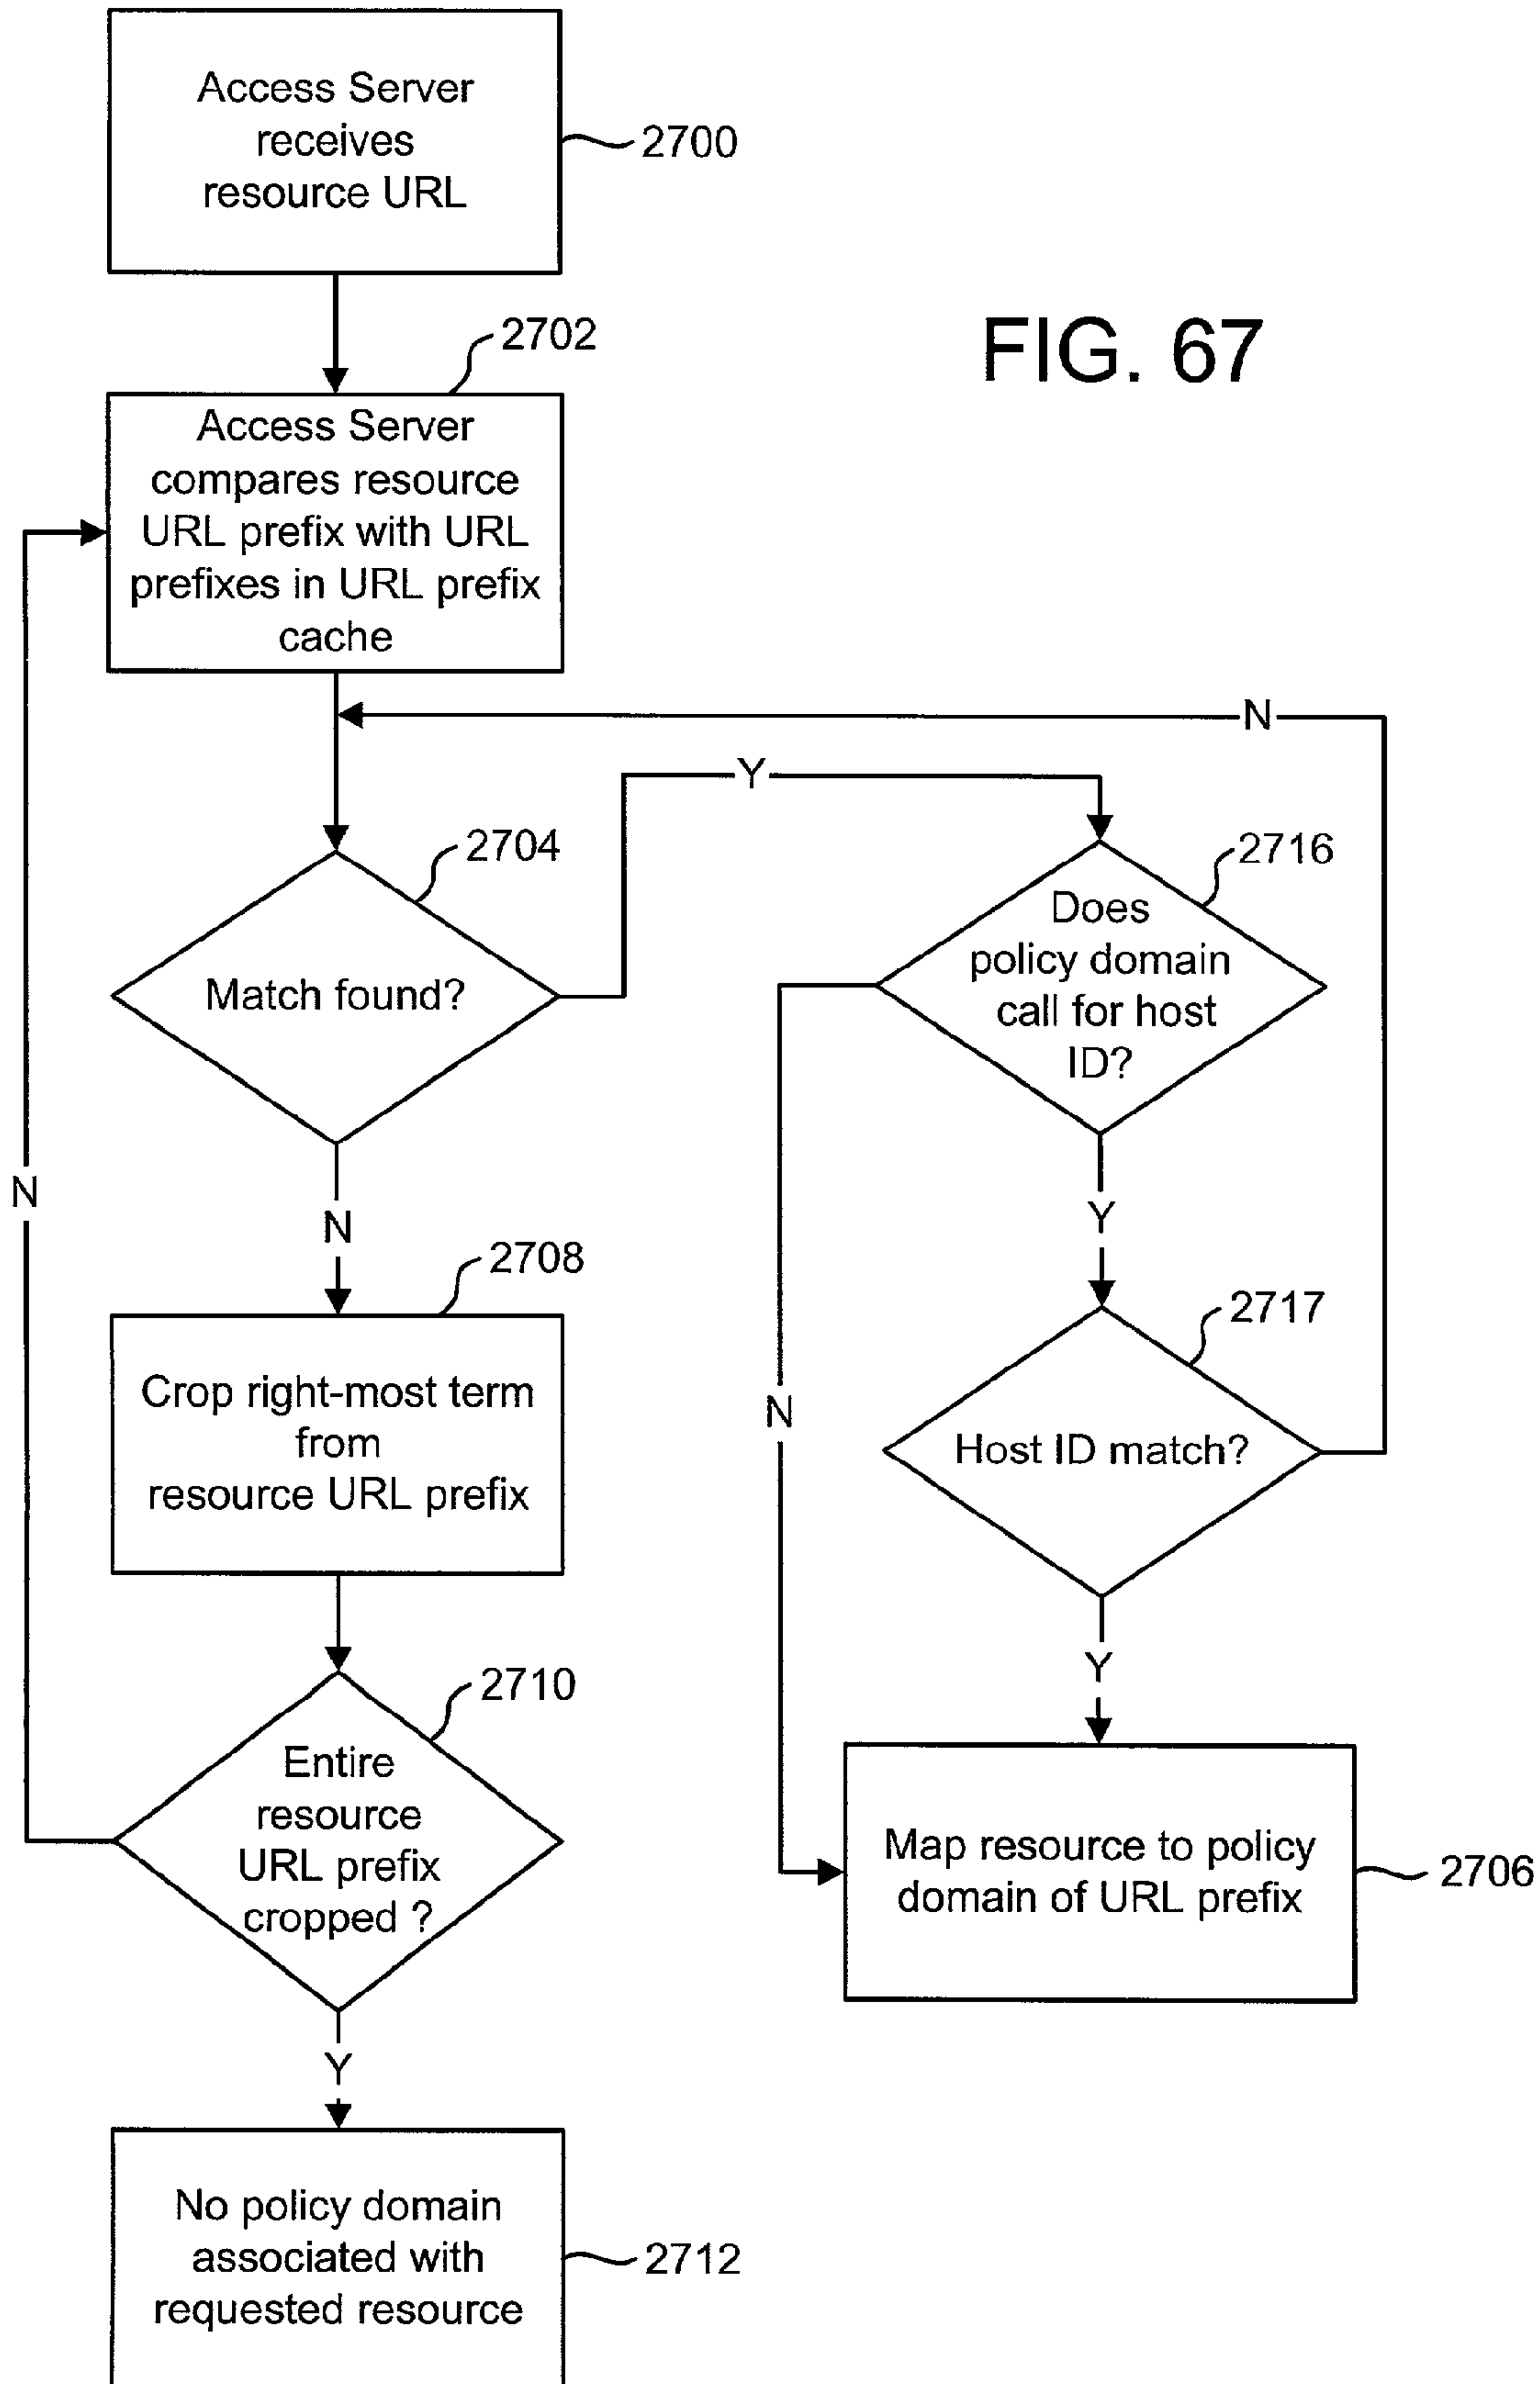 Access Server
receives
resource URL
2700
FIG. 67
2702
Access Server
compares resource
URL prefix with URL
prefixes in URL prefix
cache
N
Y
2704
Match found?
2716
Does
policy domain
call for host
ID?
N
N
Y
2708
Crop right-most term
from
resource URL prefix
N
2717
Host ID match?
Y
2710
Entire
resource
URL prefix
cropped ?
Map resource to policy
domain of URL prefix
2706
Y
No policy domain
associated with
requested resource
2712